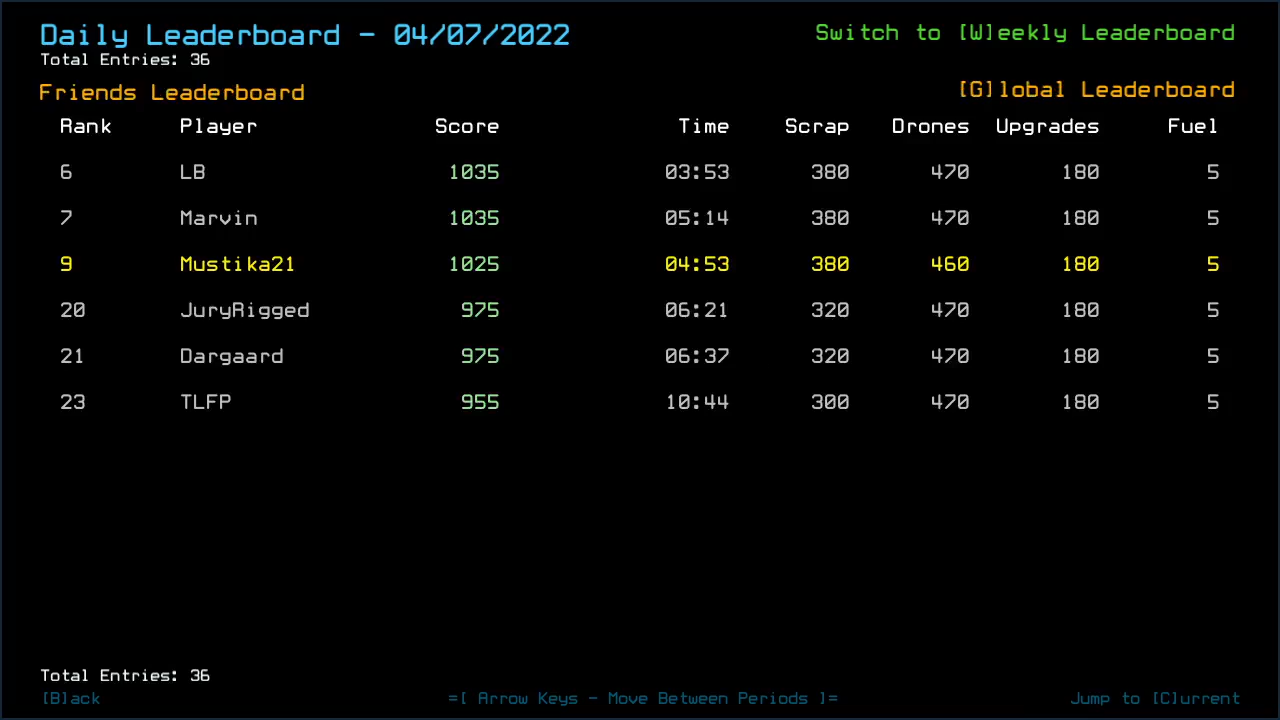 Daily Leaderboard - 04/07/2022 Switch to [W]eekly Leaderboard
Total Entries: 36
Friends Leaderboard [G]lobal Leaderboard
Rank Player Score Time Scrap Drones Upgrades Fuel
6 LB 1035 03:53 380 470 180 5
7 Marvin 1035 05:14 380 470 180 5
9 Mustika21 1025 04:53 380 460 180 5
20 JuryRigged 975 06:21 320 470 180 5
21 Dargaard 975 06:37 320 470 180 5
23 TLFP 955 10:44 300 470 180 5
Total Entries: 36
[B]ack =[ Arrow Keys - Move Between Periods ]= Jump to [C]urrent